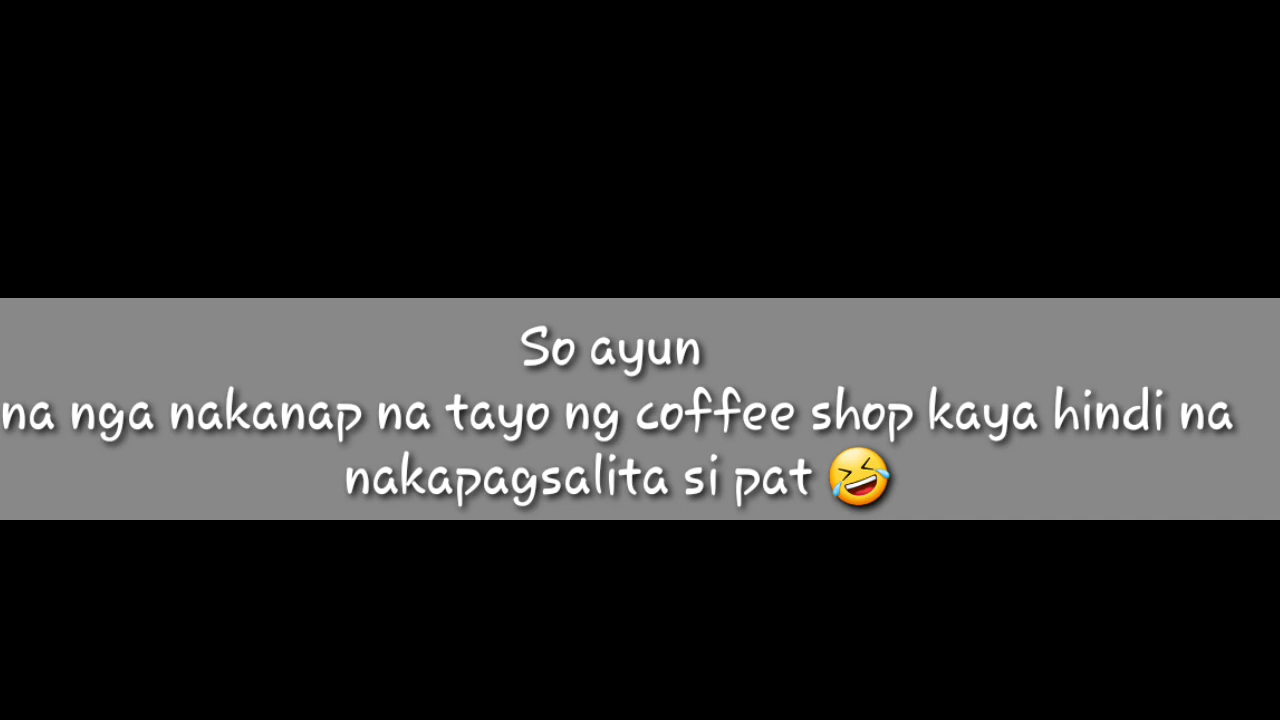 So ayun
na nga nakanap na tayo ng coffee shop kaya hindi na
nakapagsalita si pat 🤣